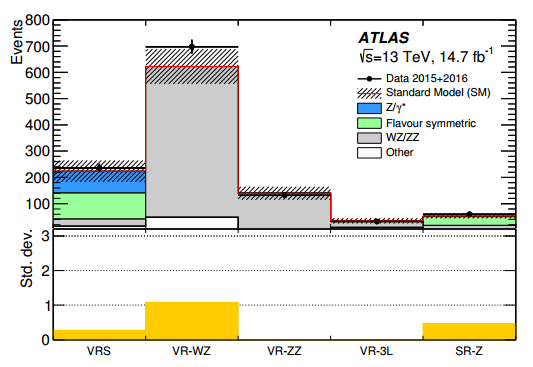 Events
800
700
600
500
400
300
200
100
ATLAS
√s=13 TeV, 14.7 fb⁻¹
Data 2015+2016
Standard Model (SM)
Z/γ*
Flavour symmetric
WZ/ZZ
Other
Std. dev.
3
2
1
0
VRS VR-WZ VR-ZZ VR-3L SR-Z